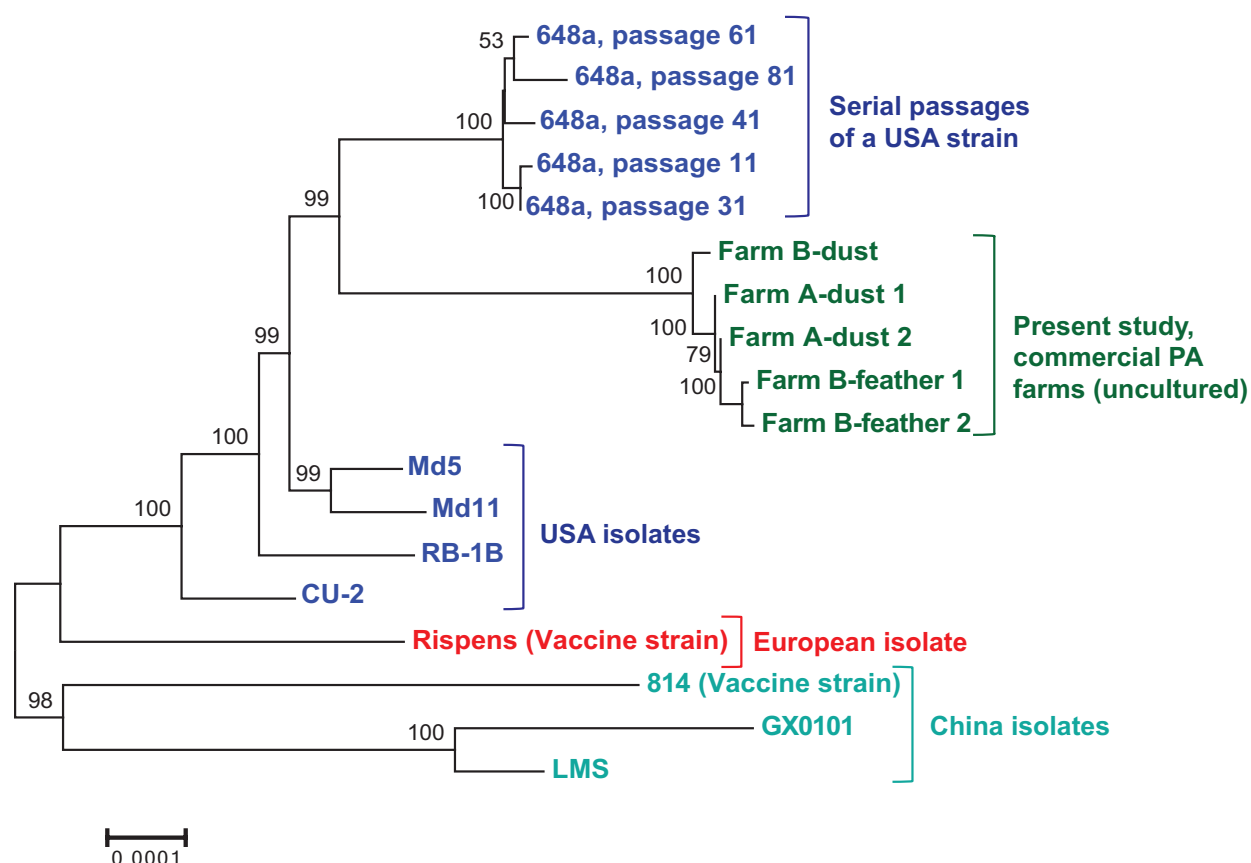 53
648a, passage 61
648a, passage 81
100
648a, passage 41
648a, passage 11
100
648a, passage 31
Serial passages
of a USA strain
99
100
Farm B-dust
Farm A-dust 1
100
Farm A-dust 2
79
Farm B-feather 1
100
Farm B-feather 2
Present study,
commercial PA
farms (uncultured)
99
100
99
Md5
Md11
100
RB-1B
CU-2
USA isolates
Rispens (Vaccine strain)
European isolate
98
814 (Vaccine strain)
100
GX0101
LMS
China isolates
0.0001